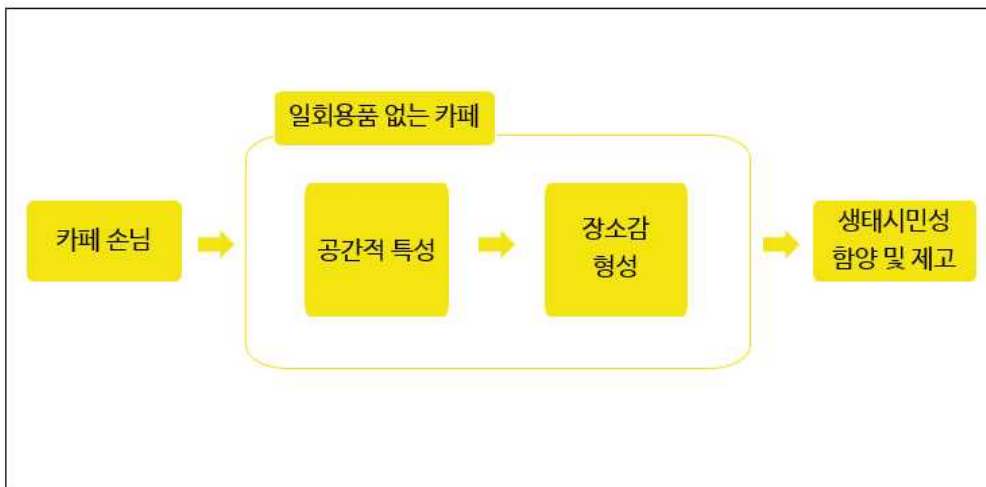 일회용품 없는 카페
카페 손님
공간적 특성
장소감
형성
생태시민성
함양 및 제고